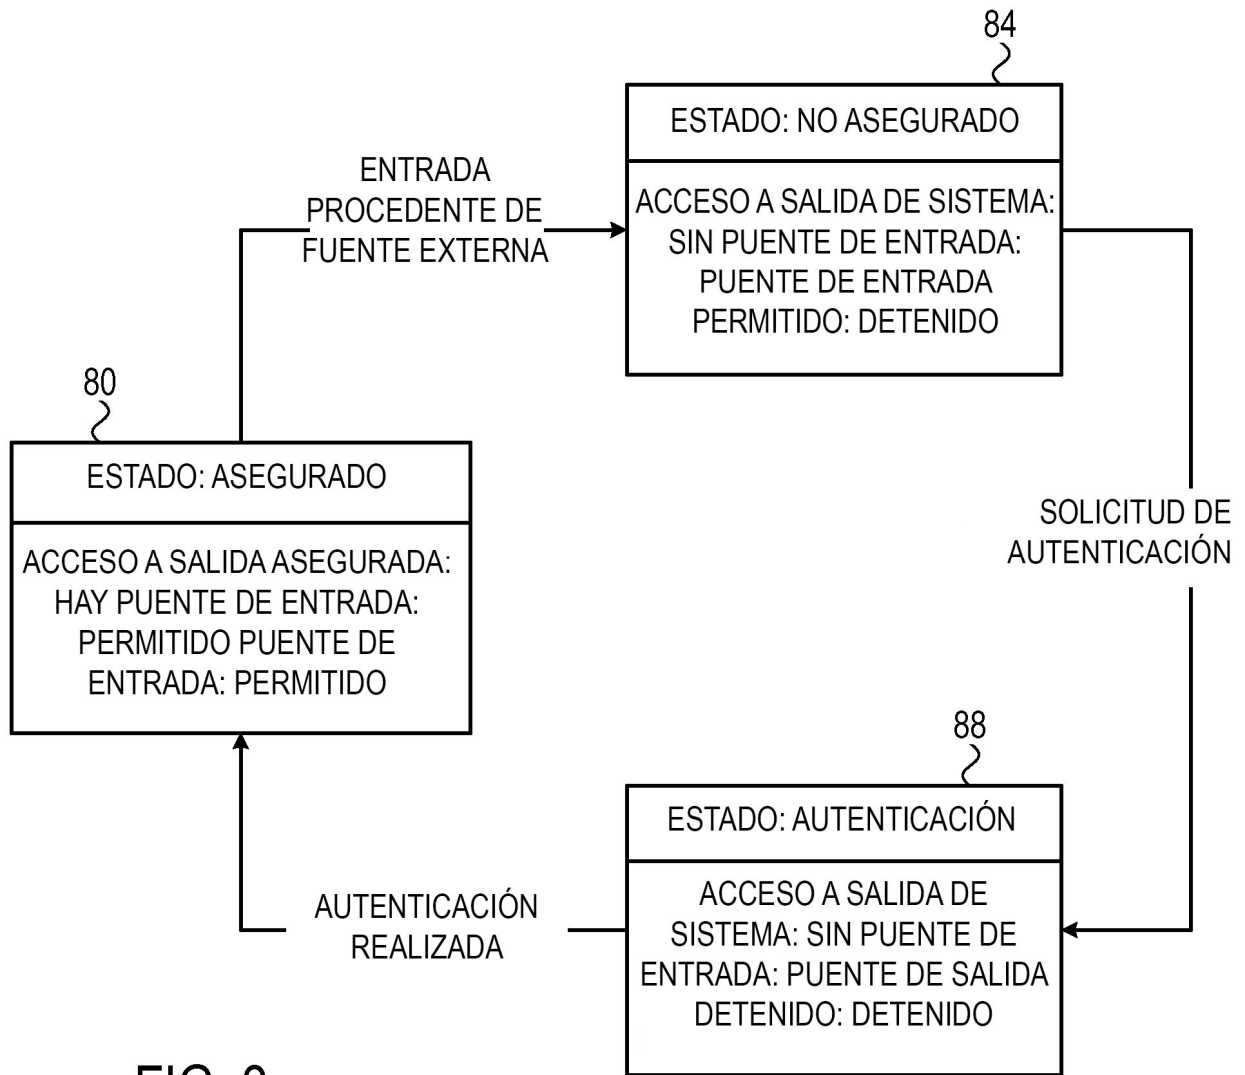 84
ESTADO: NO ASEGURADO
ACCESO A SALIDA DE SISTEMA:
SIN PUENTE DE ENTRADA:
PUENTE DE ENTRADA
PERMITIDO: DETENIDO
ENTRADA
PROCEDENTE DE
FUENTE EXTERNA
80
ESTADO: ASEGURADO
ACCESO A SALIDA ASEGURADA:
HAY PUENTE DE ENTRADA:
PERMITIDO PUENTE DE
ENTRADA: PERMITIDO
SOLICITUD DE
AUTENTICACIÓN
88
ESTADO: AUTENTICACIÓN
ACCESO A SALIDA DE
SISTEMA: SIN PUENTE DE
ENTRADA: PUENTE DE SALIDA
DETENIDO: DETENIDO
AUTENTICACIÓN
REALIZADA
FIG.